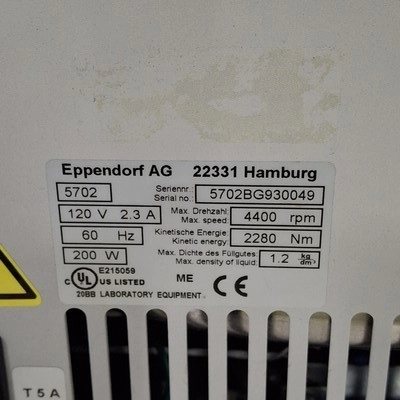 Eppendorf AG 22331 Hamburg
5702 Seriennr.: Serial no.: 5702BG930049
120 V 2.3 A Max. Drehzahl: Max. speed: 4400 rpm
60 Hz Kinetische Energie: Kinetic energy: 2280 Nm
200 W Max. Dichte des Füllgutes Max. density of liquid: 1.2 kg/dm³
E215059
c UL US LISTED ME CE
20BB LABORATORY EQUIPMENT
T 5 A